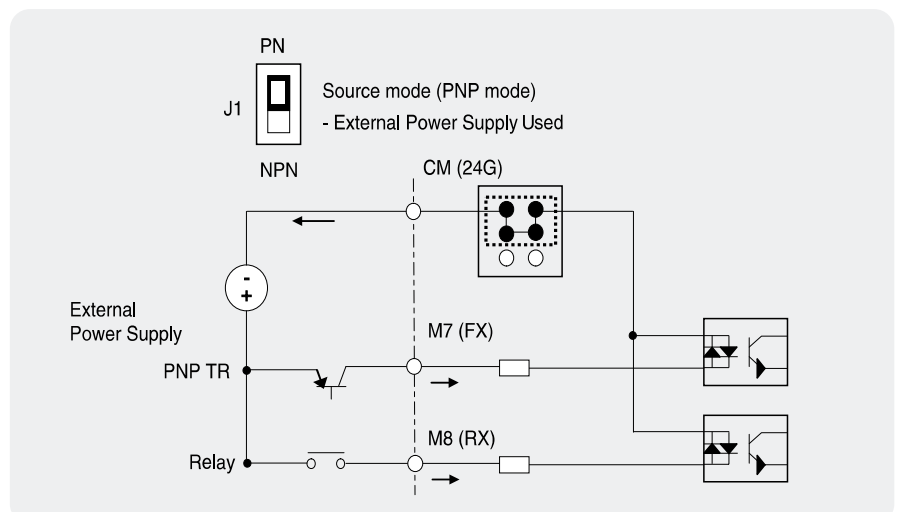 PN
J1
Source mode (PNP mode)
- External Power Supply Used
NPN
CM (24G)
-
+
External
Power Supply
M7 (FX)
PNP TR
M8 (RX)
Relay